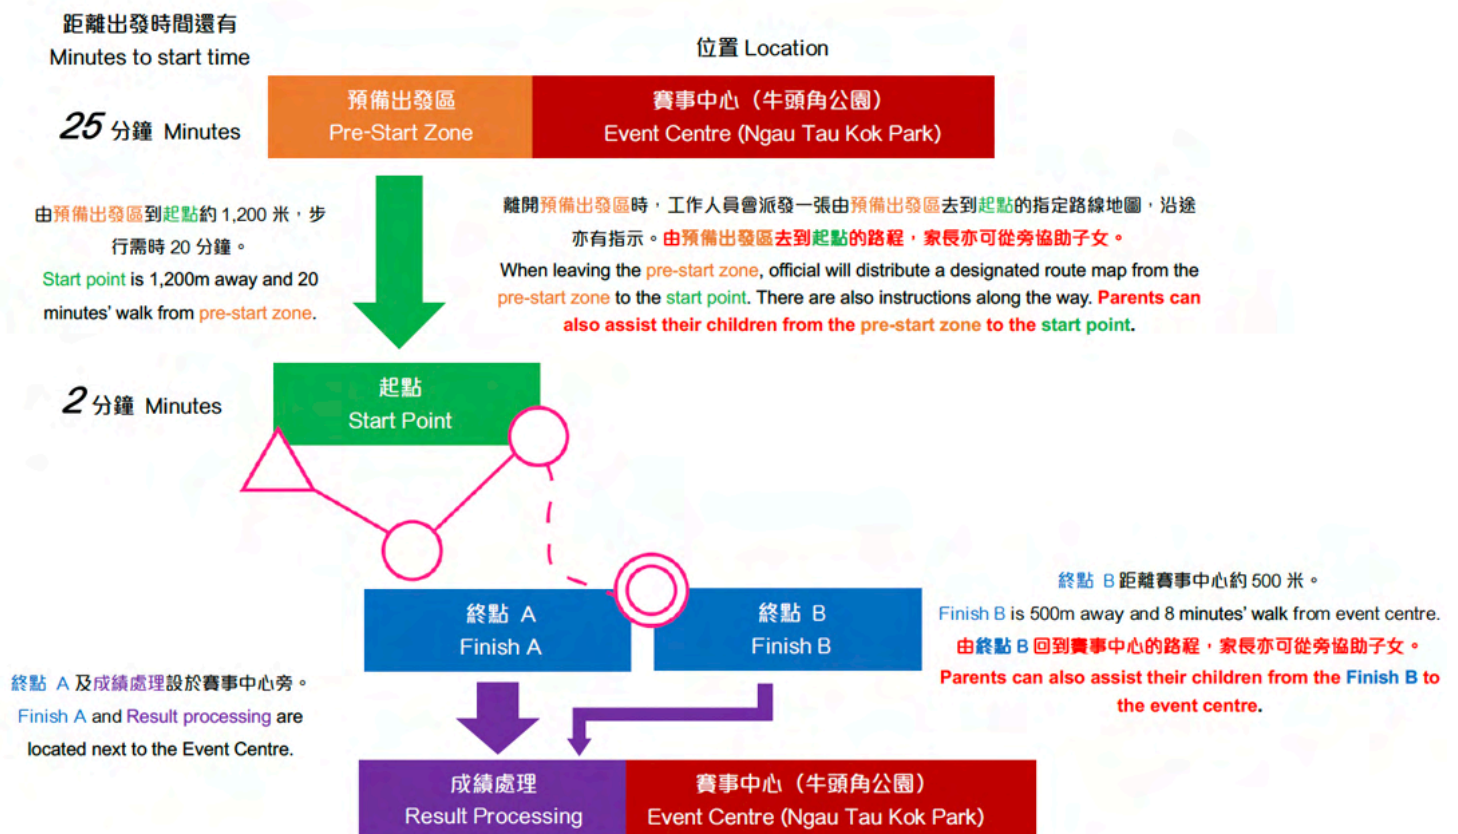 距離出發時間還有
Minutes to start time
位置 Location
25 分鐘 Minutes
預備出發區
Pre-Start Zone
賽事中心（牛頭角公園）
Event Centre (Ngau Tau Kok Park)
由預備出發區到起點約 1,200 米，步
行需時 20 分鐘。
Start point is 1,200m away and 20
minutes' walk from pre-start zone.
離開預備出發區時，工作人員會派發一張由預備出發區去到起點的指定路線地圖，沿途
亦有指示。由預備出發區去到起點的路程，家長亦可從旁協助子女。
When leaving the pre-start zone, official will distribute a designated route map from the
pre-start zone to the start point. There are also instructions along the way. Parents can
also assist their children from the pre-start zone to the start point.
2 分鐘 Minutes
起點
Start Point
終點 A
Finish A
終點 B
Finish B
終點 B 距離賽事中心約 500 米。
Finish B is 500m away and 8 minutes' walk from event centre.
由終點 B 回到賽事中心的路程，家長亦可從旁協助子女。
Parents can also assist their children from the Finish B to
the event centre.
終點 A 及成績處理設於賽事中心旁。
Finish A and Result processing are
located next to the Event Centre.
成績處理
Result Processing
賽事中心（牛頭角公園）
Event Centre (Ngau Tau Kok Park)